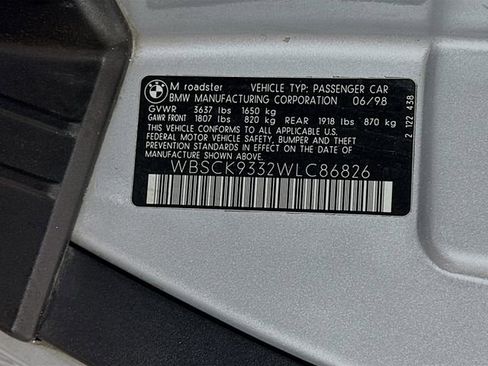 M roadster VEHICLE TYP: PASSENGER CAR
BMW MANUFACTURING CORPORATION 06/98
GVWR 3637 lbs 1650 kg
GAWR FRONT 1807 lbs 820 kg REAR 1918 lbs 870 kg
THIS VEHICLE CONFORMS TO ALL APPLICABLE U.S.
FEDERAL MOTOR VEHICLE SAFETY, BUMPER AND THEFT
PREVENTION STANDARDS IN EFFECT ON THE DATE OF
MANUFACTURE SHOWN ABOVE.
WBSCK9332WLC86826
2 122 438